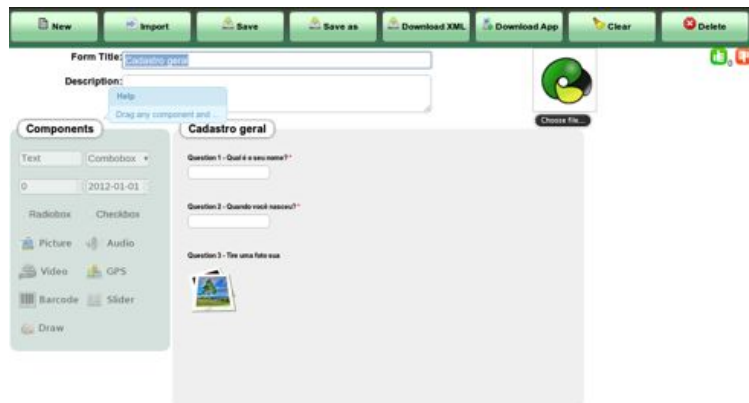 New Import Save Save as Download XML Download App Clear Delete
Form Title: Cadastro geral
0
Description:
Help
Drag any component and ...
Choose file...
Components
Text Combobox
0 2012-01-01
Radiobox Checkbox
Picture Audio
Video GPS
Barcode Slider
Draw
Cadastro geral
Question 1 - Qual é o seu nome? *
Question 2 - Quando você nasceu? *
Question 3 - Tire uma foto sua